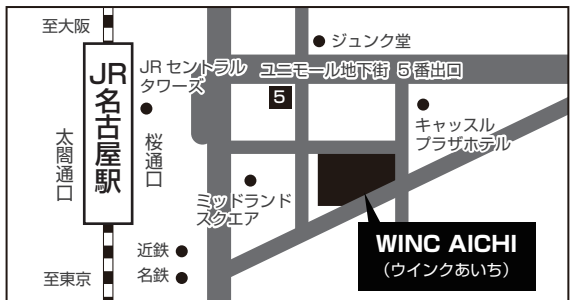 至大阪
ジュンク堂
JR名古屋駅
JR セントラル
タワーズ
ユニモール地下街 5番出口
5
キャッスル
プラザホテル
太閤通口
桜通口
ミッドランド
スクエア
WINC AICHI
(ウインクあいち)
近鉄
名鉄
至東京